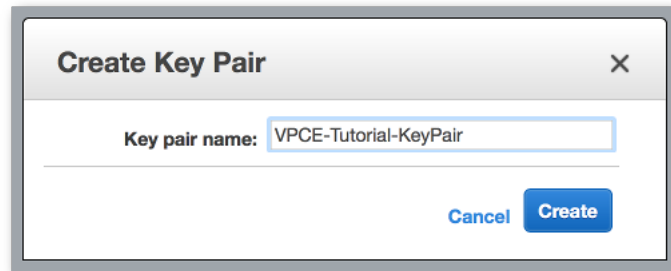 Create Key Pair ×
Key pair name: VPCE-Tutorial-KeyPair
Cancel Create